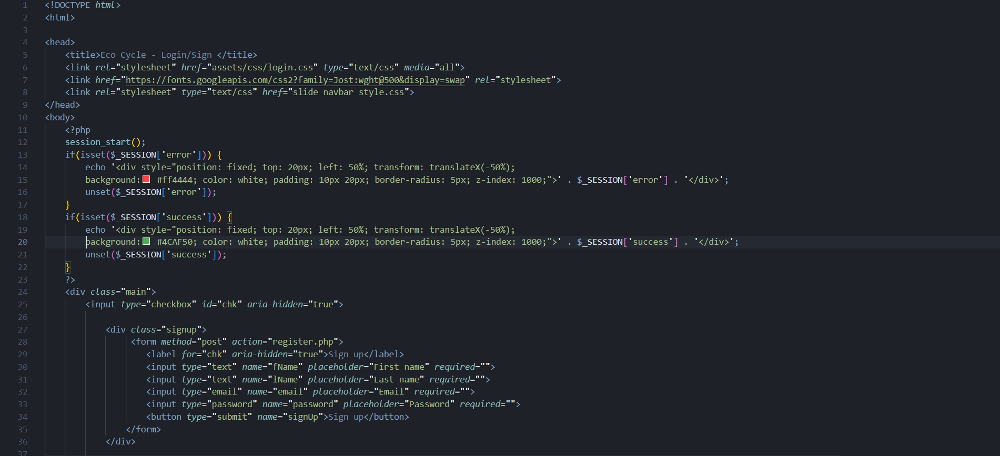 1 <!DOCTYPE html>
2 <html>
3
4 <head>
5     <title>Eco Cycle - Login/Sign </title>
6     <link rel="stylesheet" href="assets/css/login.css" type="text/css" media="all">
7     <link href="https://fonts.googleapis.com/css2?family=Jost:wght@500&display=swap" rel="stylesheet">
8     <link rel="stylesheet" type="text/css" href="slide navbar style.css">
9 </head>
10 <body>
11     <?php
12     session_start();
13     if(isset($_SESSION['error'])) {
14         echo '<div style="position: fixed; top: 20px; left: 50%; transform: translateX(-50%);
15         background: #ff4444; color: white; padding: 10px 20px; border-radius: 5px; z-index: 1000;">' . $_SESSION['error'] . '</div>';
16         unset($_SESSION['error']);
17     }
18     if(isset($_SESSION['success'])) {
19         echo '<div style="position: fixed; top: 20px; left: 50%; transform: translateX(-50%);
20         background: #4CAF50; color: white; padding: 10px 20px; border-radius: 5px; z-index: 1000;">' . $_SESSION['success'] . '</div>';
21         unset($_SESSION['success']);
22     }
23     ?>
24     <div class="main">
25         <input type="checkbox" id="chk" aria-hidden="true">
26
27             <div class="signup">
28                  <form method="post" action="register.php">
29                     <label for="chk" aria-hidden="true">Sign up</label>
30                     <input type="text" name="fName" placeholder="First name" required="">
31                     <input type="text" name="lName" placeholder="Last name" required="">
32                     <input type="email" name="email" placeholder="Email" required="">
33                     <input type="password" name="password" placeholder="Password" required="">
34                     <button type="submit" name="signUp">Sign up</button>
35                 </form>
36             </div>
37